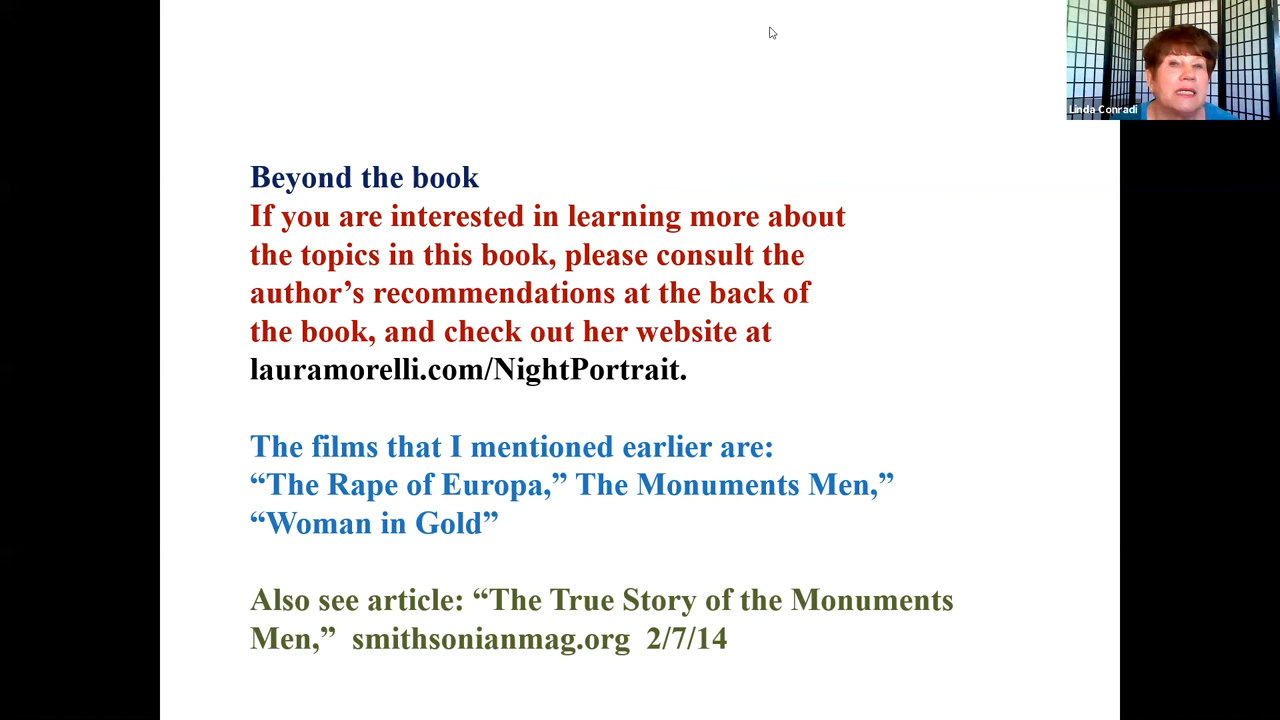 Linda Conradi
Beyond the book
If you are interested in learning more about
the topics in this book, please consult the
author’s recommendations at the back of
the book, and check out her website at
lauramorelli.com/NightPortrait.
The films that I mentioned earlier are:
“The Rape of Europa,” The Monuments Men,”
“Woman in Gold”
Also see article: “The True Story of the Monuments
Men,” smithsonianmag.org 2/7/14